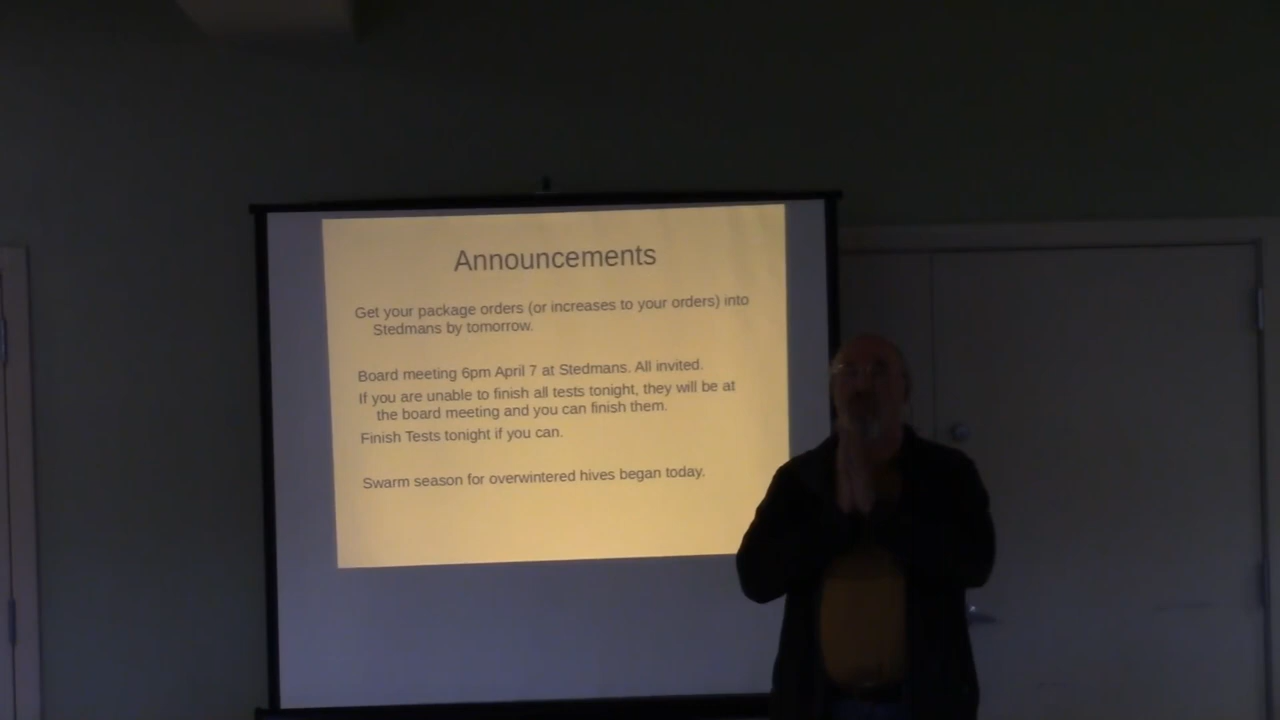 Announcements
Get your package orders (or increases to your orders) into
Stedmans by tomorrow.
Board meeting 6pm April 7 at Stedmans. All invited.
If you are unable to finish all tests tonight, they will be at
the board meeting and you can finish them.
Finish Tests tonight if you can.
Swarm season for overwintered hives began today.